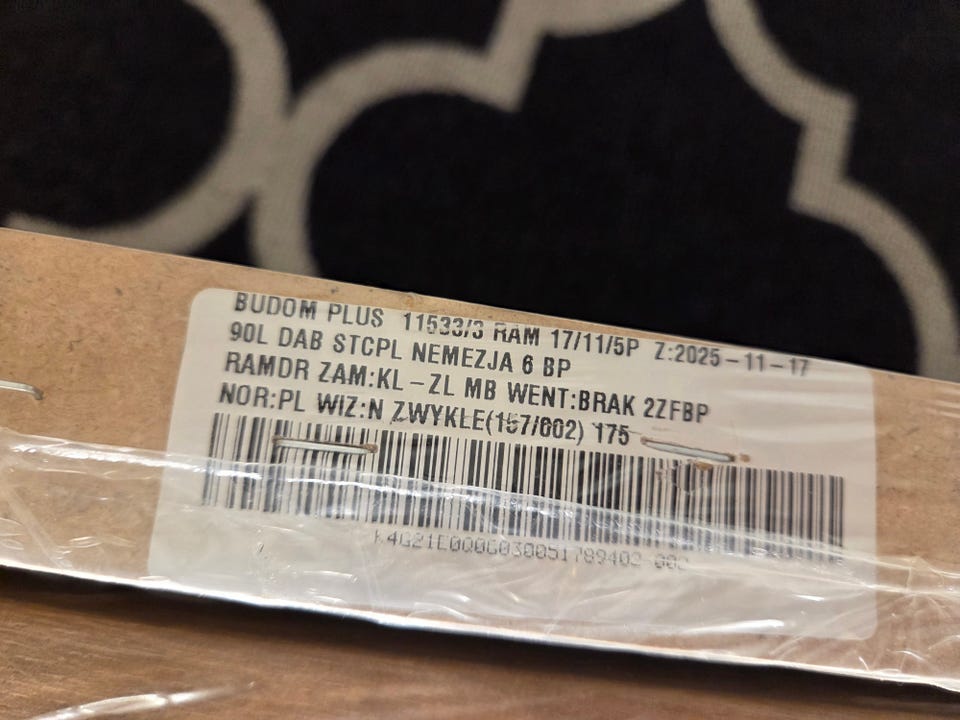 BUDOM PLUS 11533/3 RAM 17/11/5P Z:2025-11-17
90L DAB STCPL NEMEZJA 6 BP
RAMDR ZAM:KL-ZL MB WENT:BRAK 2ZFBP
NOR:PL WIZ:N ZWYKLE(157/602) 175